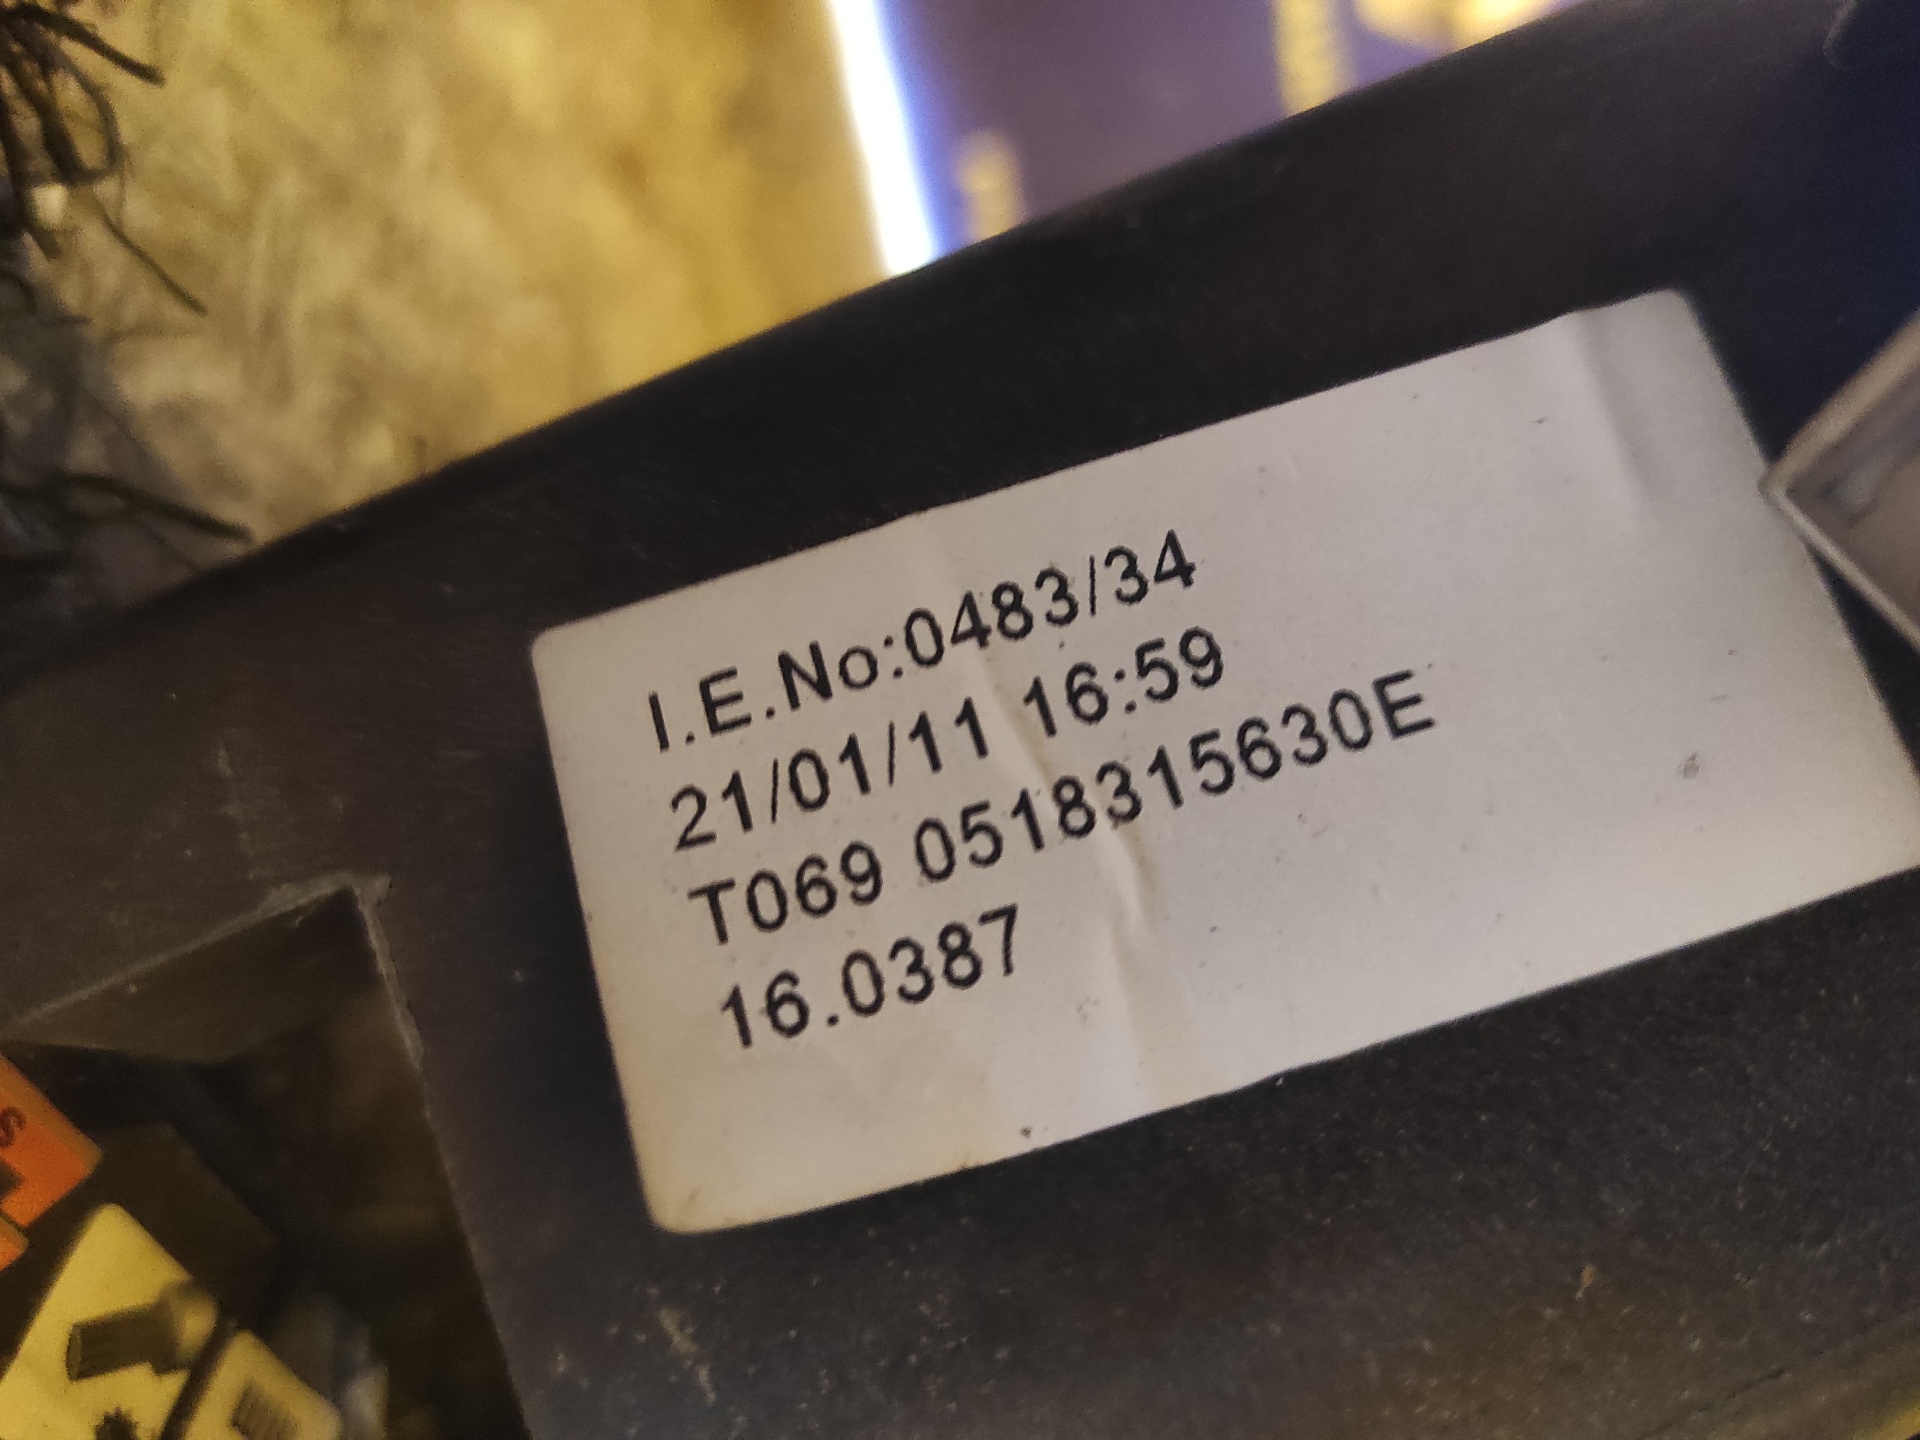 I.E.No:0483/34
21/01/11 16:59
T069 0518315630E
16.0387
S